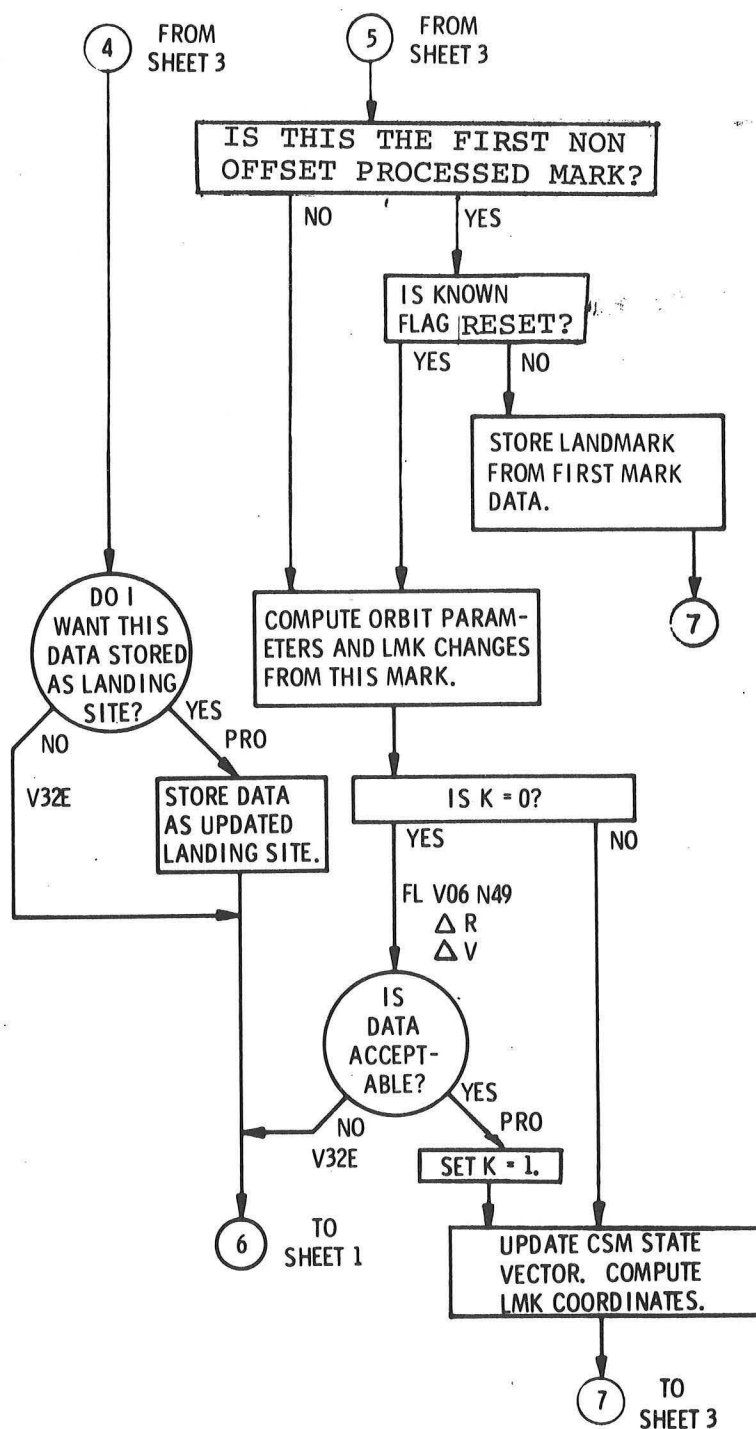 4
FROM
SHEET 3
5
FROM
SHEET 3
IS THIS THE FIRST NON
OFFSET PROCESSED MARK?
NO
YES
IS KNOWN
FLAG RESET?
YES
NO
STORE LANDMARK
FROM FIRST MARK
DATA.
7
DO I
WANT THIS
DATA STORED
AS LANDING
SITE?
NO
YES
V32E
PRO
STORE DATA
AS UPDATED
LANDING SITE.
COMPUTE ORBIT PARAM-
ETERS AND LMK CHANGES
FROM THIS MARK.
IS K = 0?
YES
NO
FL V06 N49
Δ R
Δ V
IS
DATA
ACCEPT-
ABLE?
NO
V32E
YES
PRO
SET K = 1.
6
TO
SHEET 1
UPDATE CSM STATE
VECTOR. COMPUTE
LMK COORDINATES.
7
TO
SHEET 3